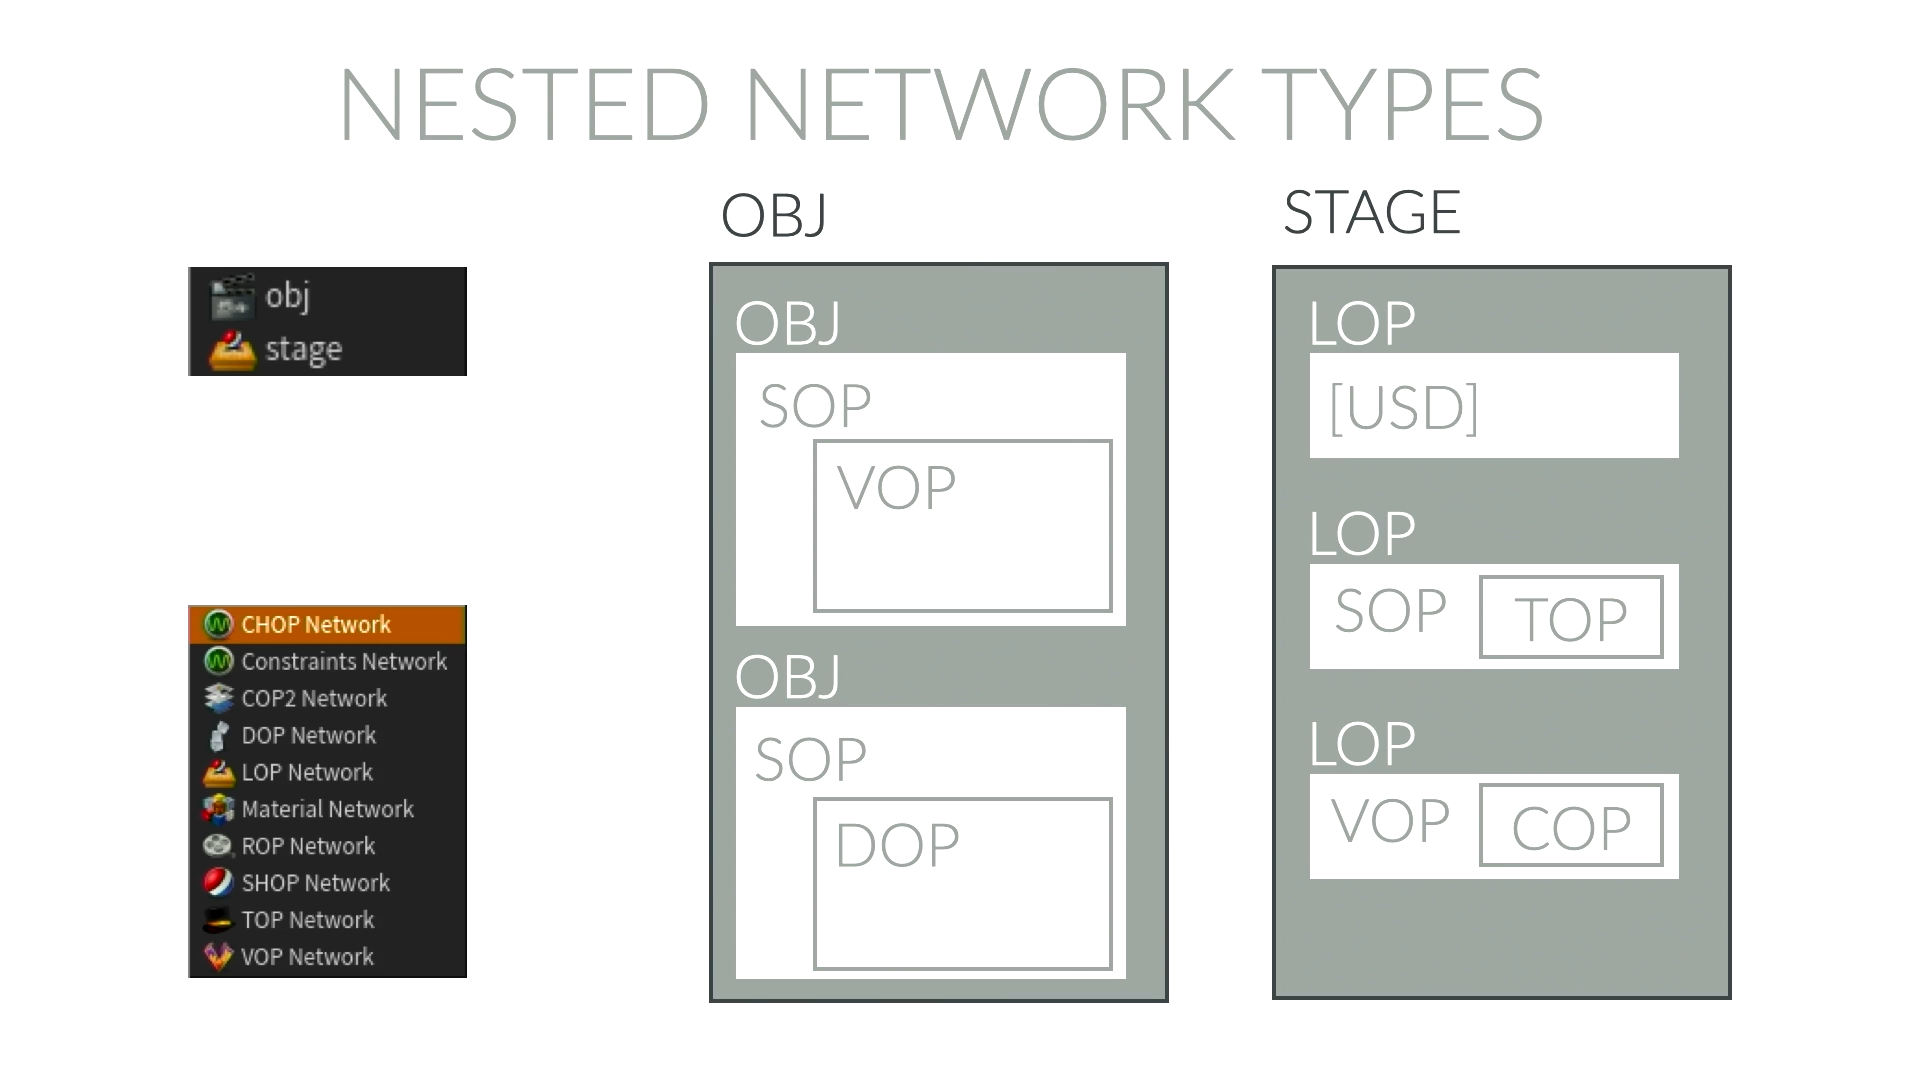 NESTED NETWORK TYPES
obj
stage
CHOP Network
Constraints Network
COP2 Network
DOP Network
LOP Network
Material Network
ROP Network
SHOP Network
TOP Network
VOP Network
OBJ
OBJ
SOP
VOP
OBJ
SOP
DOP
STAGE
LOP
[USD]
LOP
SOP TOP
LOP
VOP COP